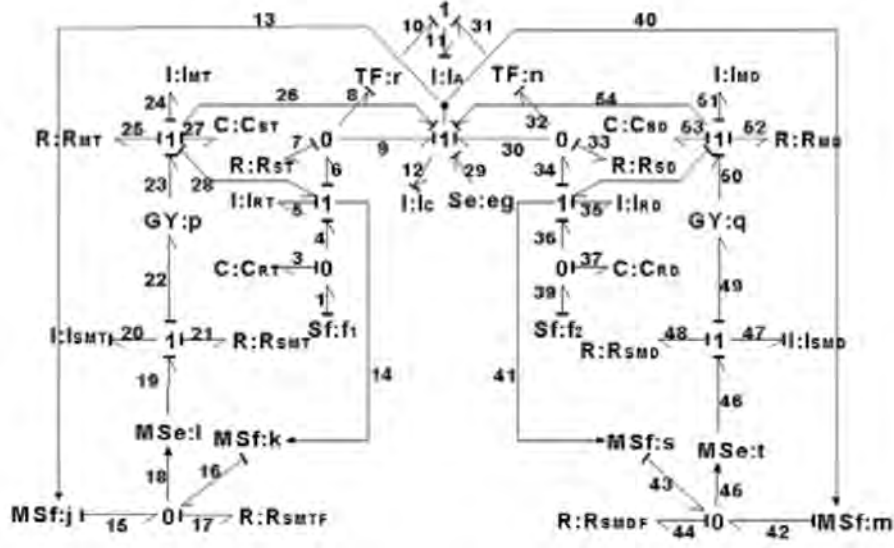 13 10 1 31 40
11
I:IMT TF:r I:IA TF:n I:IMD
24 26 8 54 51
R:RMT 25 1 27 C:CST 7 0 9 1 30 32 0 33 C:CSD 53 1 52 R:RMD
R:RST 6 12 29 34 R:RSD
23 28 I:IRT 5 1 I:IC Se:eg 1 35 I:IRD 50
GY:p 4 36 GY:q
22 C:CRT 3 0 0 37 C:CRD 49
1 39
I:ISMT 20 1 21 R:RSMT Sf:f1 Sf:f2 R:RSMD 48 1 47 I:ISMD
19 14 41 46
MSe:l MSf:k MSf:s MSe:t
18 16 43 46
MSf:j 15 0 17 R:RSMTF R:RSMDF 44 0 42 MSf:m